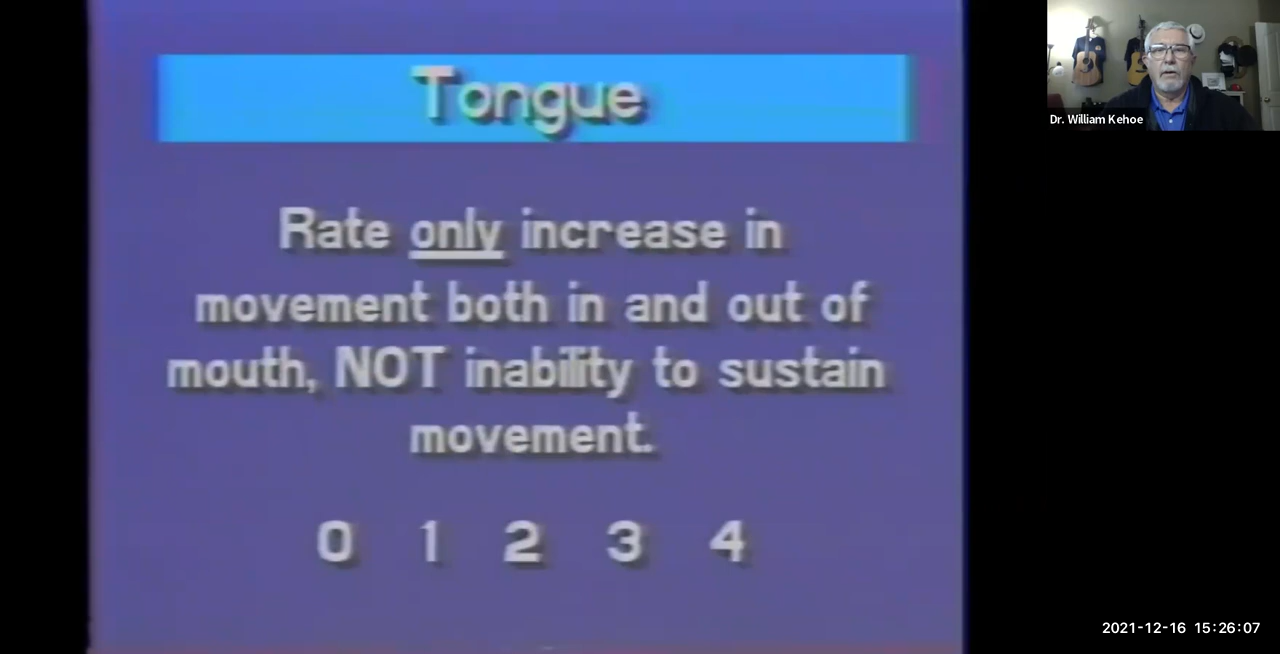 Tongue
Rate only increase in
movement both in and out of
mouth, NOT inability to sustain
movement.
0 1 2 3 4
Dr. William Kehoe
2021-12-16 15:26:07